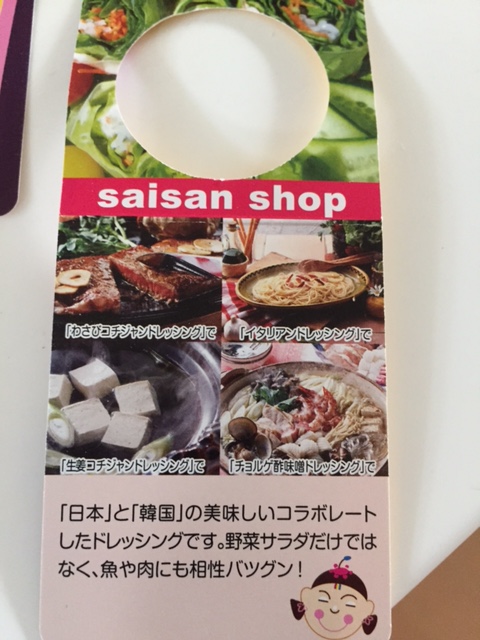 saisan shop
「わさびコチジャンドレッシング」で
「イタリアンドレッシング」で
「生姜コチジャンドレッシング」で
「チョルゲ酢味噌ドレッシング」で
「日本」と「韓国」の美味しいコラボレート
したドレッシングです。野菜サラダだけでは
なく、魚や肉にも相性バツグン！